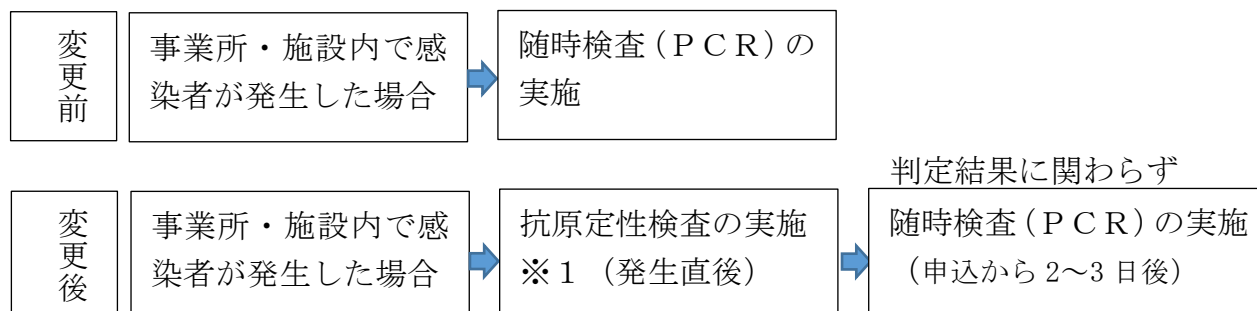 変更前
事業所・施設内で感
染者が発生した場合
随時検査（ＰＣＲ）の
実施
変更後
事業所・施設内で感
染者が発生した場合
抗原定性検査の実施
※１（発生直後）
判定結果に関わらず
随時検査（ＰＣＲ）の実施
（申込から 2～3 日後）